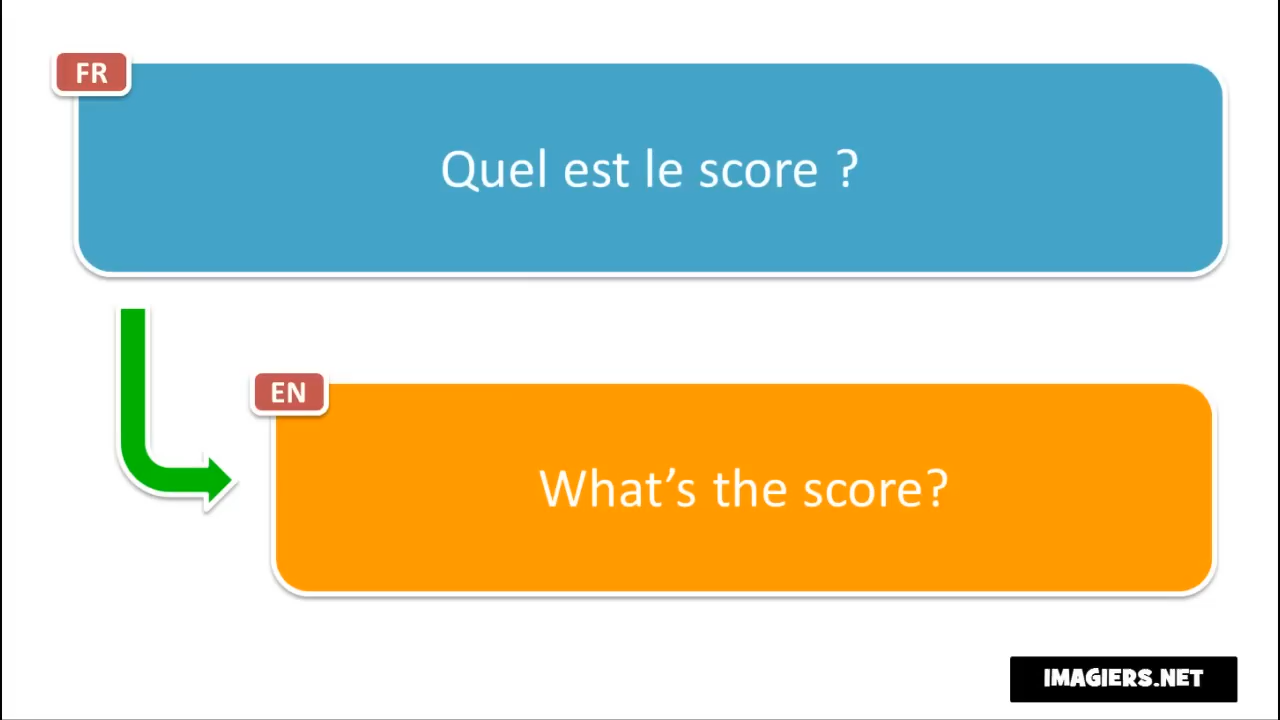 FR
Quel est le score ?
EN
What’s the score?
IMAGIERS.NET